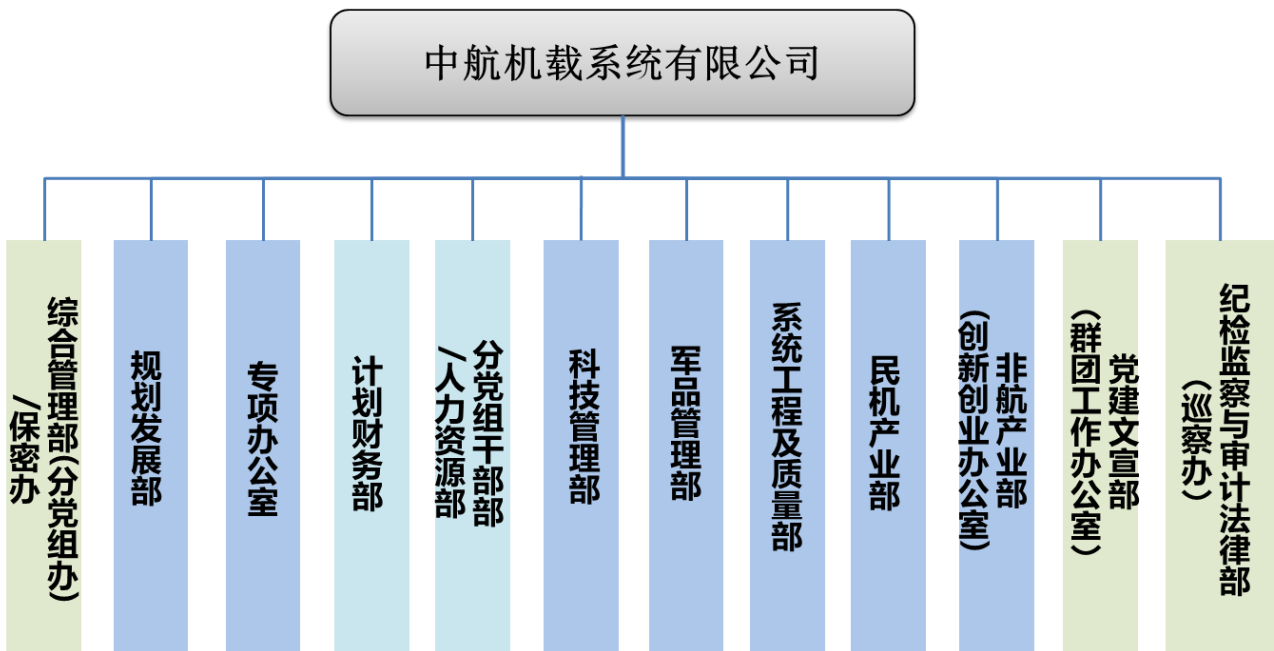 中航机载系统有限公司
综合管理部(分党组办)
/保密办
规划发展部
专项办公室
计划财务部
分党组干部部
/人力资源部
科技管理部
军品管理部
系统工程及质量部
民机产业部
非航产业部
(创新创业办公室)
党建文宣部
(群团工作办公室)
纪检监察与审计法律部
(巡察办)